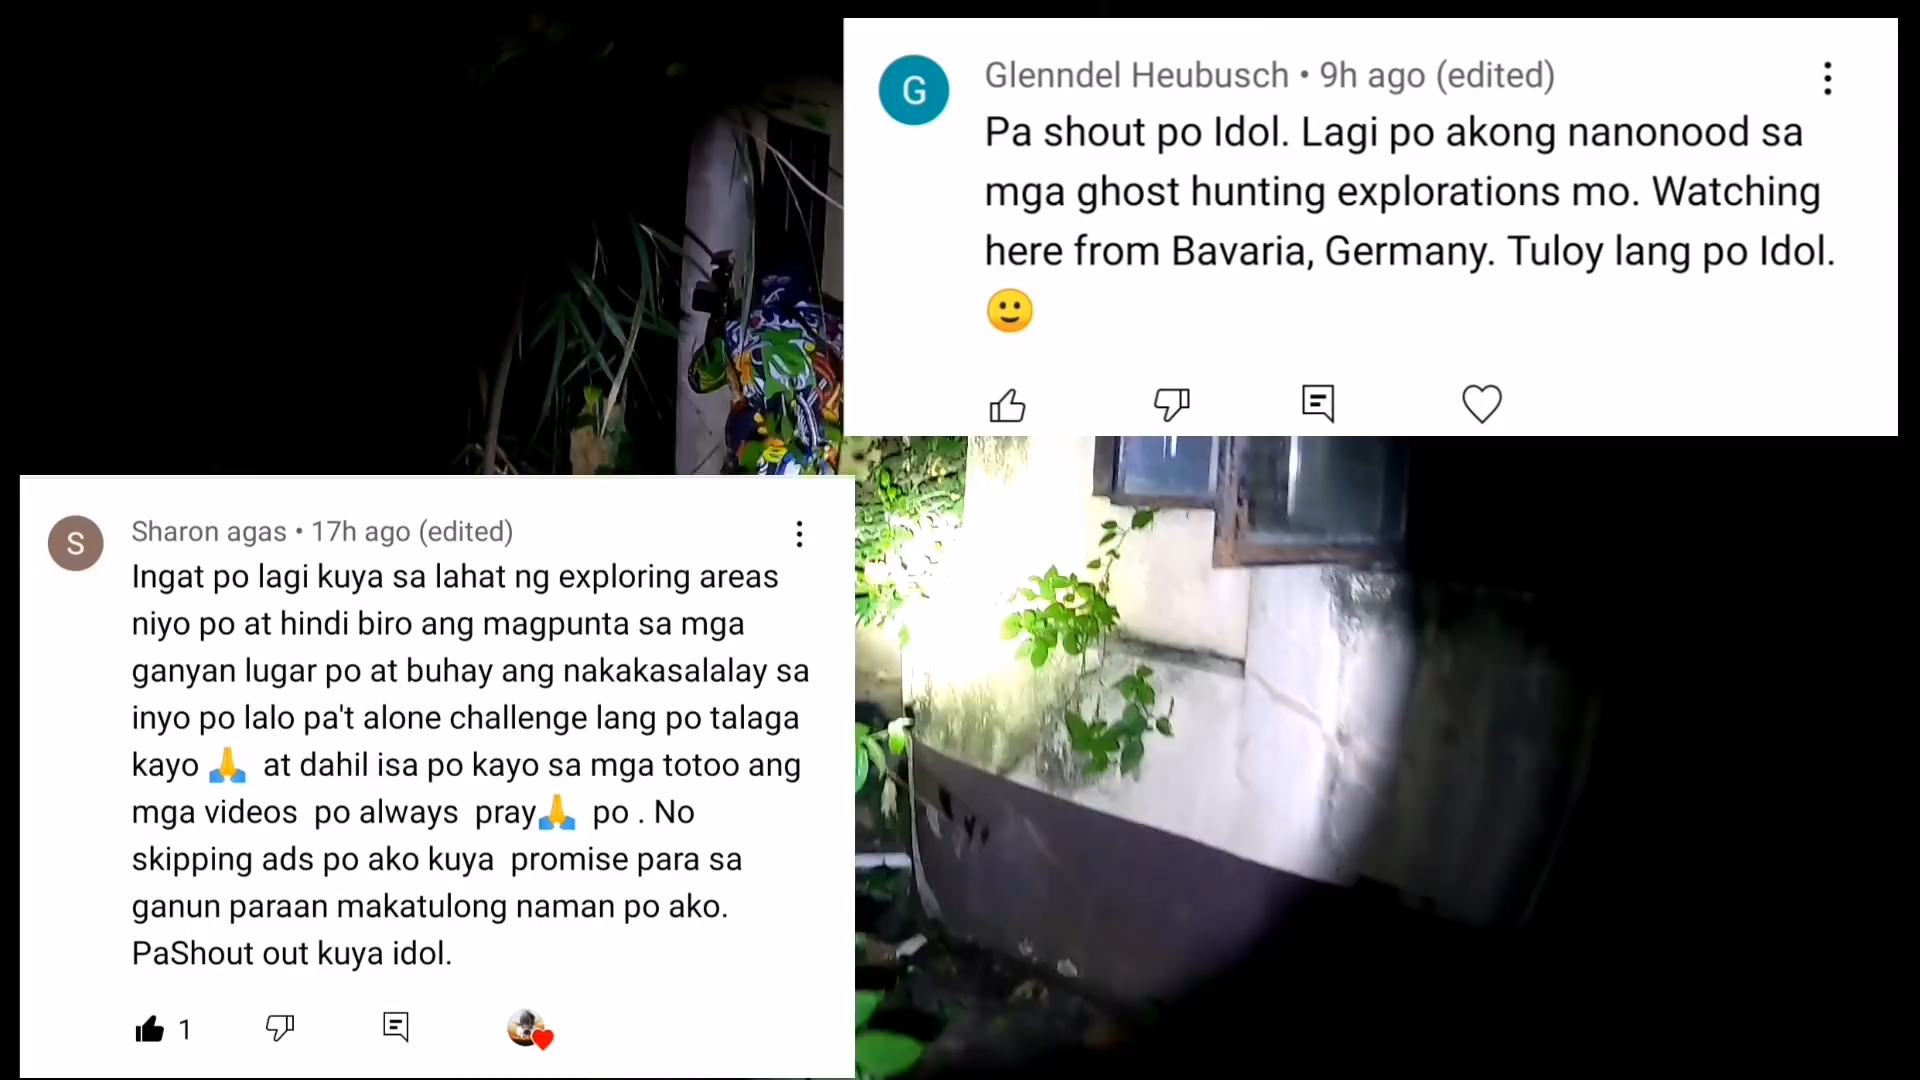 G
Glenndel Heubusch • 9h ago (edited)
Pa shout po Idol. Lagi po akong nanonood sa
mga ghost hunting explorations mo. Watching
here from Bavaria, Germany. Tuloy lang po Idol.
🙂
S
Sharon agas • 17h ago (edited)
Ingat po lagi kuya sa lahat ng exploring areas
niyo po at hindi biro ang magpunta sa mga
ganyan lugar po at buhay ang nakakasalalay sa
inyo po lalo pa't alone challenge lang po talaga
kayo 🙏 at dahil isa po kayo sa mga totoo ang
mga videos po always pray🙏 po . No
skipping ads po ako kuya promise para sa
ganun paraan makatulong naman po ako.
PaShout out kuya idol.
1